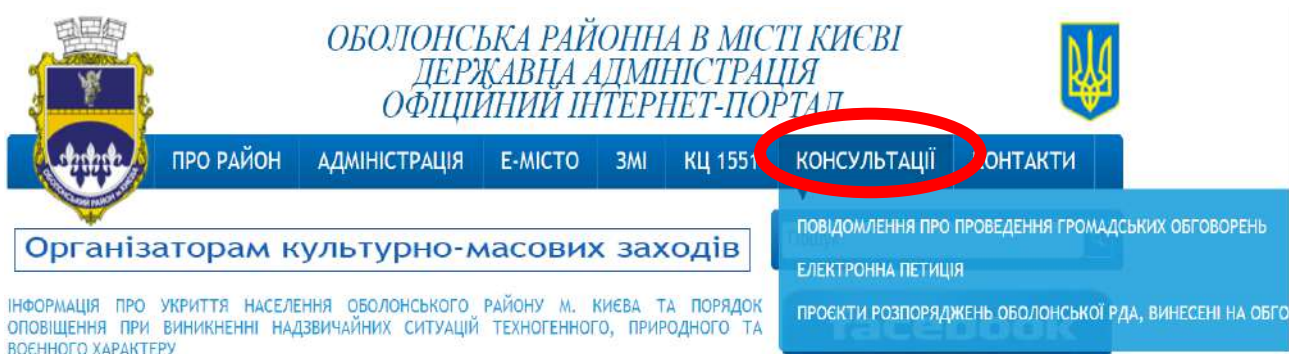 ОБОЛОНСЬКА РАЙОННА В МІСТІ КИЄВІ
ДЕРЖАВНА АДМІНІСТРАЦІЯ
ОФІЦІЙНИЙ ІНТЕРНЕТ-ПОРТАЛ
ПРО РАЙОН АДМІНІСТРАЦІЯ Е-МІСТО ЗМІ КЦ 1551 КОНСУЛЬТАЦІЇ КОНТАКТИ
ПОВІДОМЛЕННЯ ПРО ПРОВЕДЕННЯ ГРОМАДСЬКИХ ОБГОВОРЕНЬ
Організаторам культурно-масових заходів
ЕЛЕКТРОННА ПЕТИЦІЯ
ПРОЄКТИ РОЗПОРЯДЖЕНЬ ОБОЛОНСЬКОЇ РДА, ВИНЕСЕНІ НА ОБГО
facebook
ІНФОРМАЦІЯ ПРО УКРИТТЯ НАСЕЛЕННЯ ОБОЛОНСЬКОГО РАЙОНУ М. КИЄВА ТА ПОРЯДОК
ОПОВІЩЕННЯ ПРИ ВИНИКНЕННІ НАДЗВИЧАЙНИХ СИТУАЦІЙ ТЕХНОГЕННОГО, ПРИРОДНОГО ТА
ВОЄННОГО ХАРАКТЕРУ